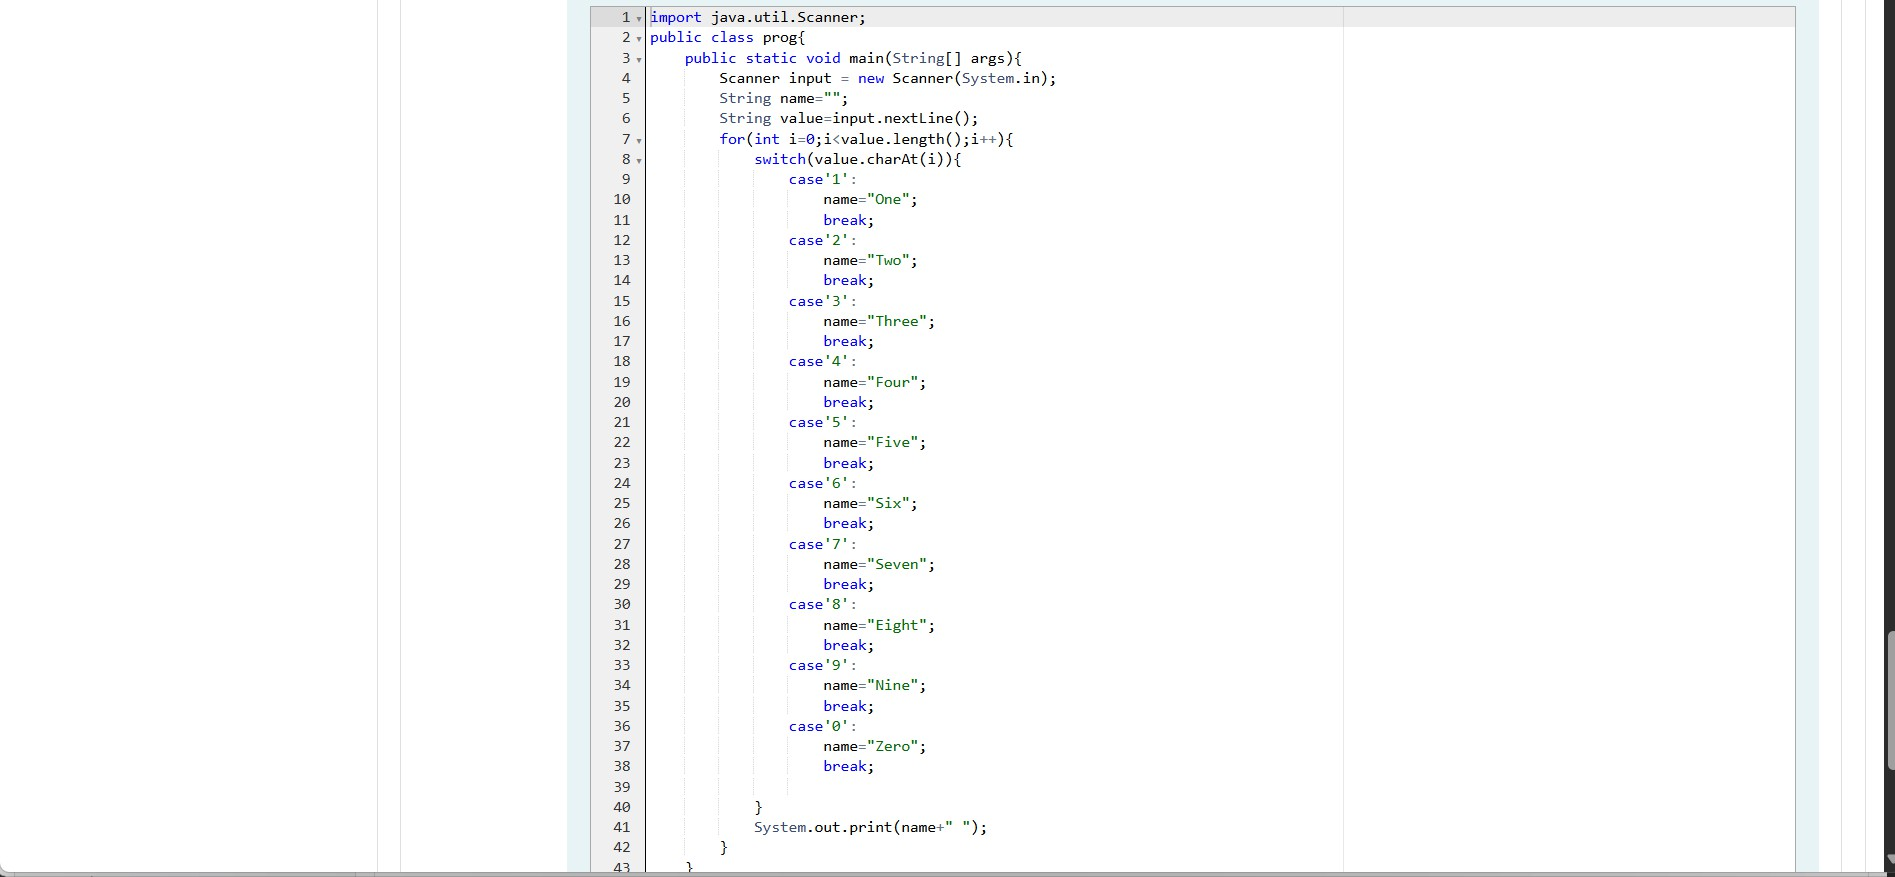 1 import java.util.Scanner;
2 public class prog{
3 public static void main(String[] args){
4 Scanner input = new Scanner(System.in);
5 String name="";
6 String value=input.nextLine();
7 for(int i=0;i<value.length();i++){
8 switch(value.charAt(i)){
9 case'1':
10 name="One";
11 break;
12 case'2':
13 name="Two";
14 break;
15 case'3':
16 name="Three";
17 break;
18 case'4':
19 name="Four";
20 break;
21 case'5':
22 name="Five";
23 break;
24 case'6':
25 name="Six";
26 break;
27 case'7':
28 name="Seven";
29 break;
30 case'8':
31 name="Eight";
32 break;
33 case'9':
34 name="Nine";
35 break;
36 case'0':
37 name="Zero";
38 break;
39
40 }
41 System.out.print(name+" ");
42 }
43 }